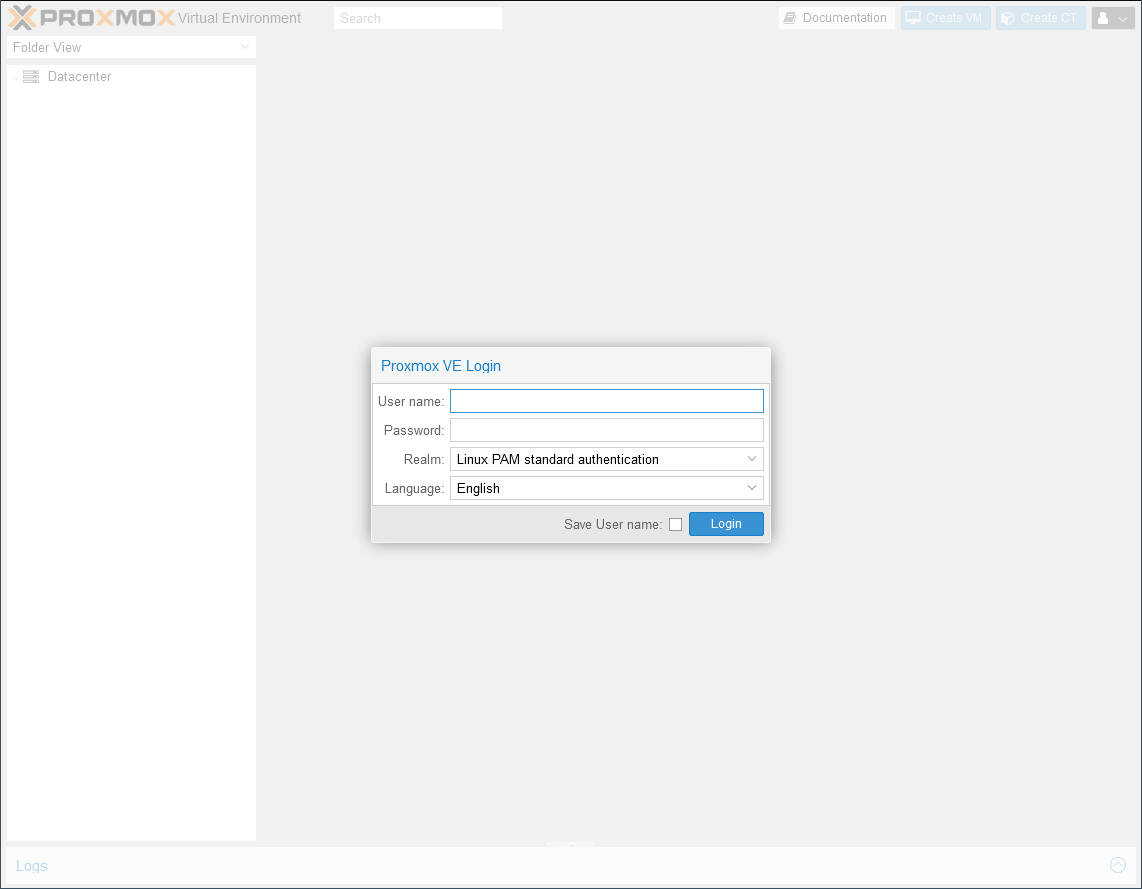 PROXMOX Virtual Environment Search Documentation Create VM Create CT
Folder View
Datacenter
Proxmox VE Login
User name:
Password:
Realm: Linux PAM standard authentication
Language: English
Save User name: Login
Logs